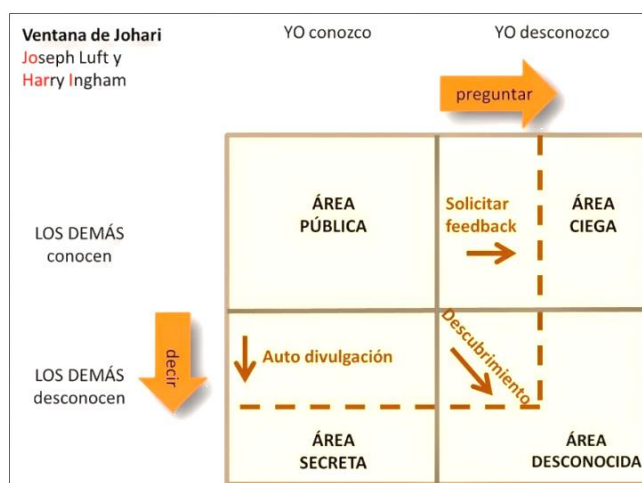 Ventana de Johari
Joseph Luft y
Harry Ingham
YO conozco
YO desconozco
preguntar
LOS DEMÁS
conocen
ÁREA
PÚBLICA
Solicitar
feedback
ÁREA
CIEGA
decir
LOS DEMÁS
desconocen
Auto divulgación
Descubrimiento
ÁREA
SECRETA
ÁREA
DESCONOCIDA